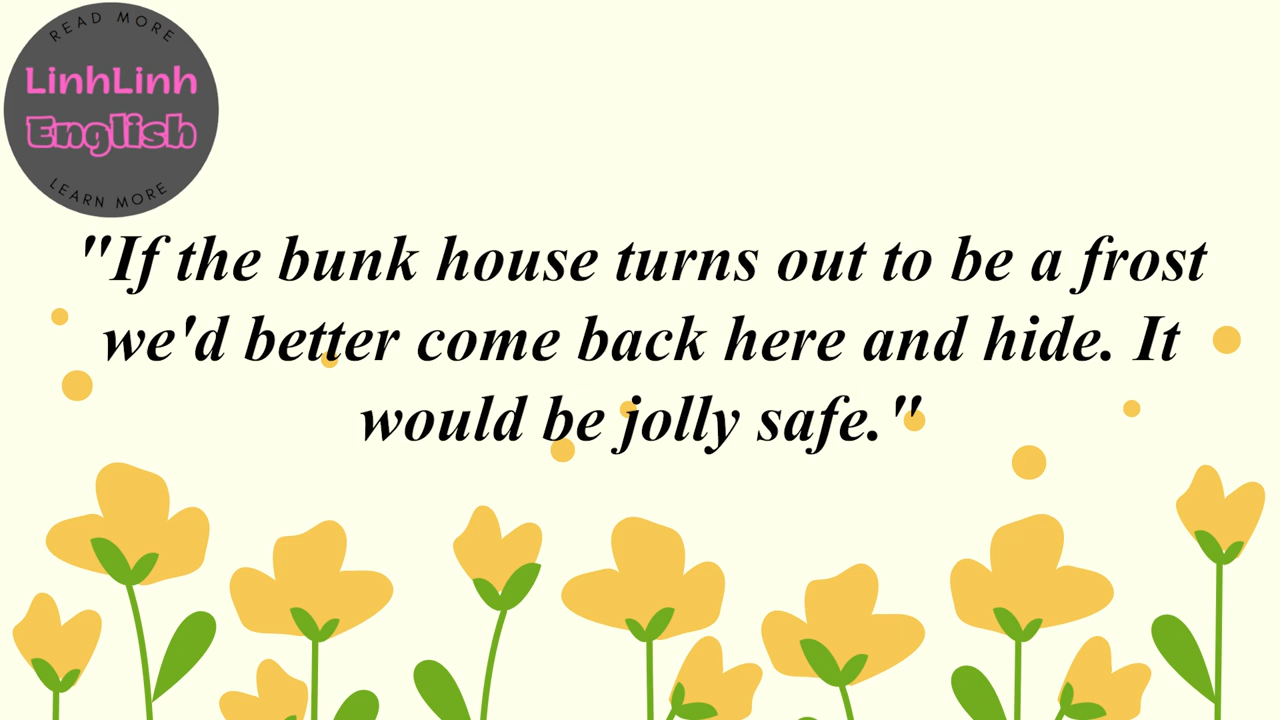 READ MORE
LinhLinh
English
LEARN MORE
"If the bunk house turns out to be a frost
we'd better come back here and hide. It
would be jolly safe."